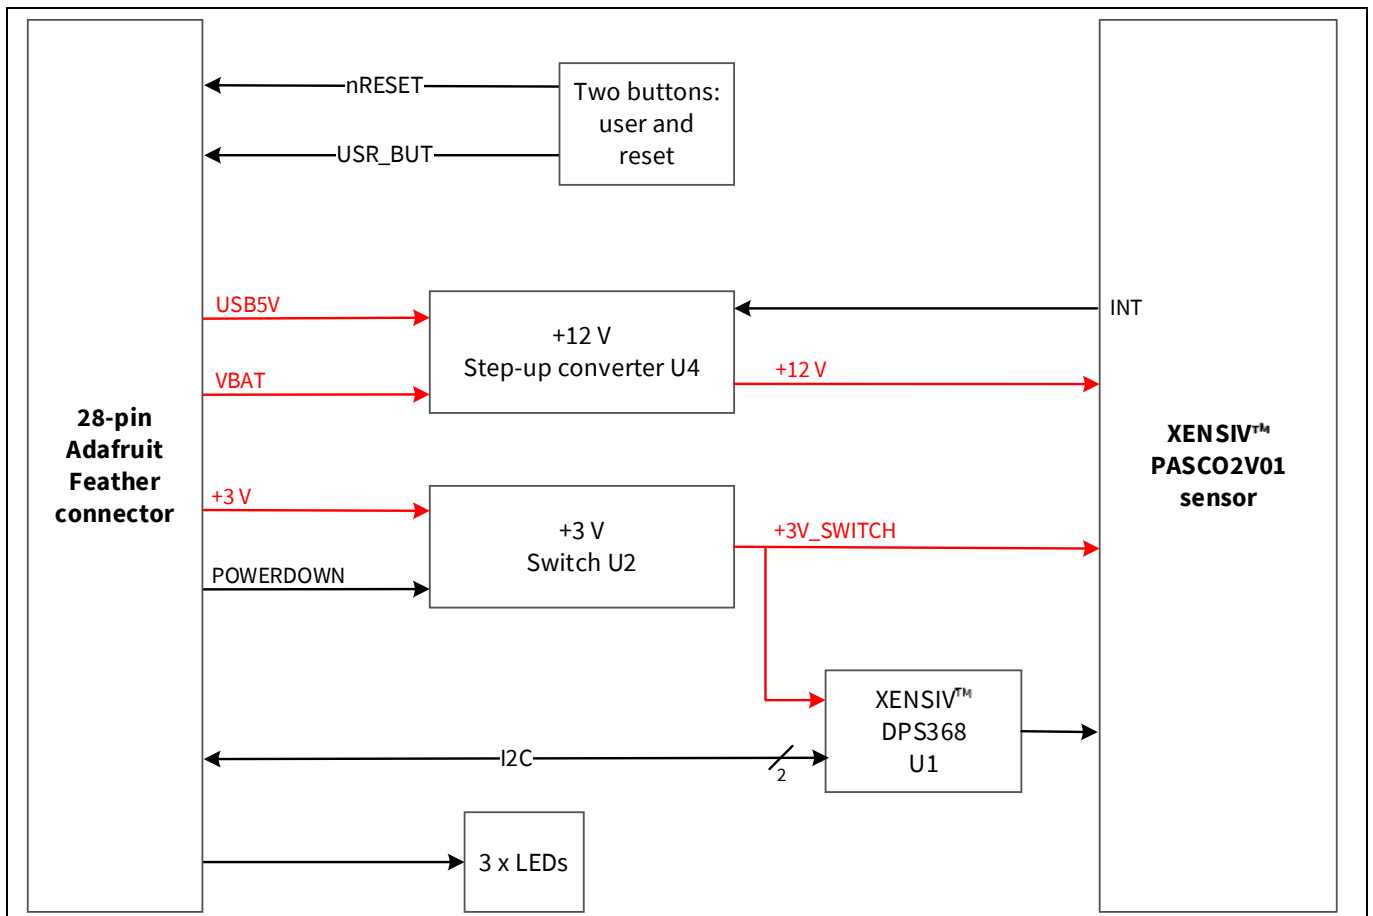 nRESET
Two buttons:
user and
reset
USR_BUT
USB5V
+12 V
Step-up converter U4
INT
VBAT
+12 V
28-pin
Adafruit
Feather
connector
XENSIV™
PASCO2V01
sensor
+3 V
+3 V
Switch U2
+3V_SWITCH
POWERDOWN
XENSIV™
DPS368
U1
I2C
2
3 x LEDs